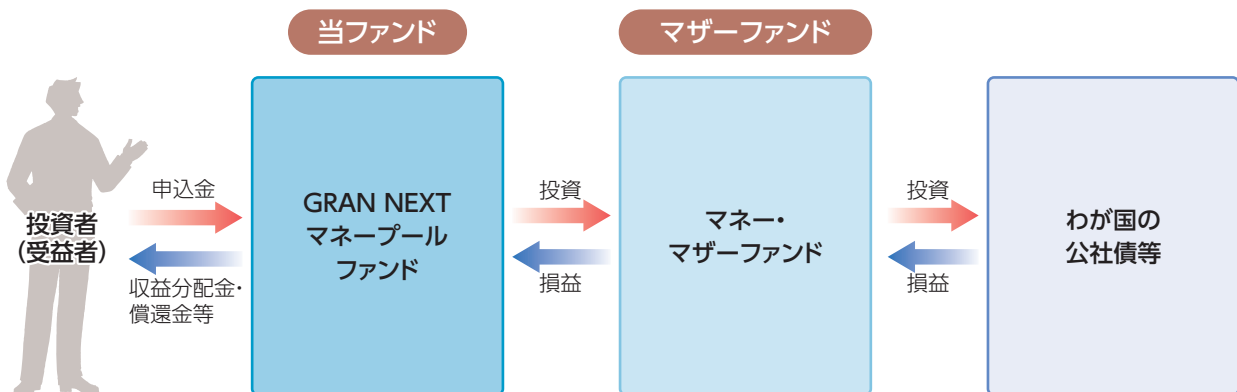 当ファンド
マザーファンド
投資者
(受益者)
申込金
収益分配金・
償還金等
GRAN NEXT
マネープール
ファンド
投資
損益
マネー・
マザーファンド
投資
損益
わが国の
公社債等